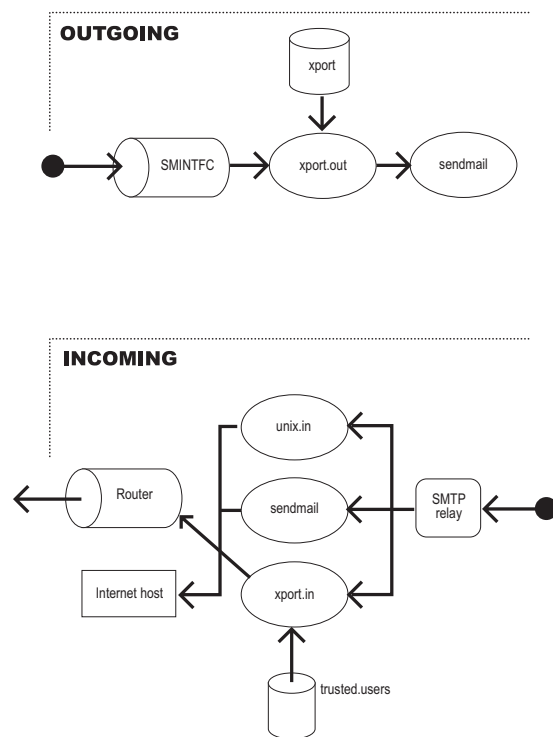 OUTGOING
xport
SMINTFC
xport.out
sendmail
INCOMING
unix.in
Router
sendmail
SMTP
relay
Internet host
xport.in
trusted.users